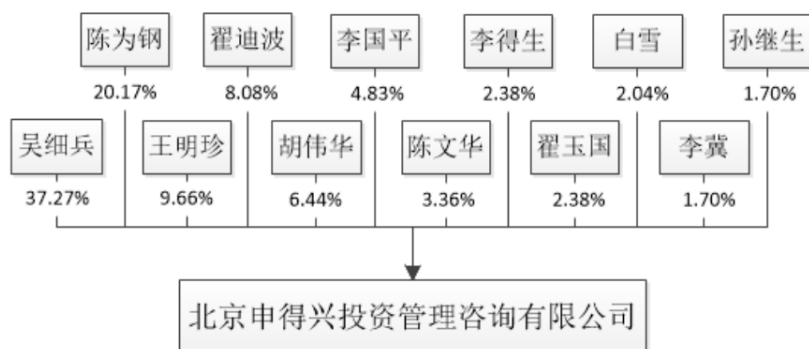 陈为钢 翟迪波 李国平 李得生 白雪 孙继生
20.17% 8.08% 4.83% 2.38% 2.04% 1.70%
吴细兵 王明珍 胡伟华 陈文华 翟玉国 李冀
37.27% 9.66% 6.44% 3.36% 2.38% 1.70%
北京申得兴投资管理咨询有限公司